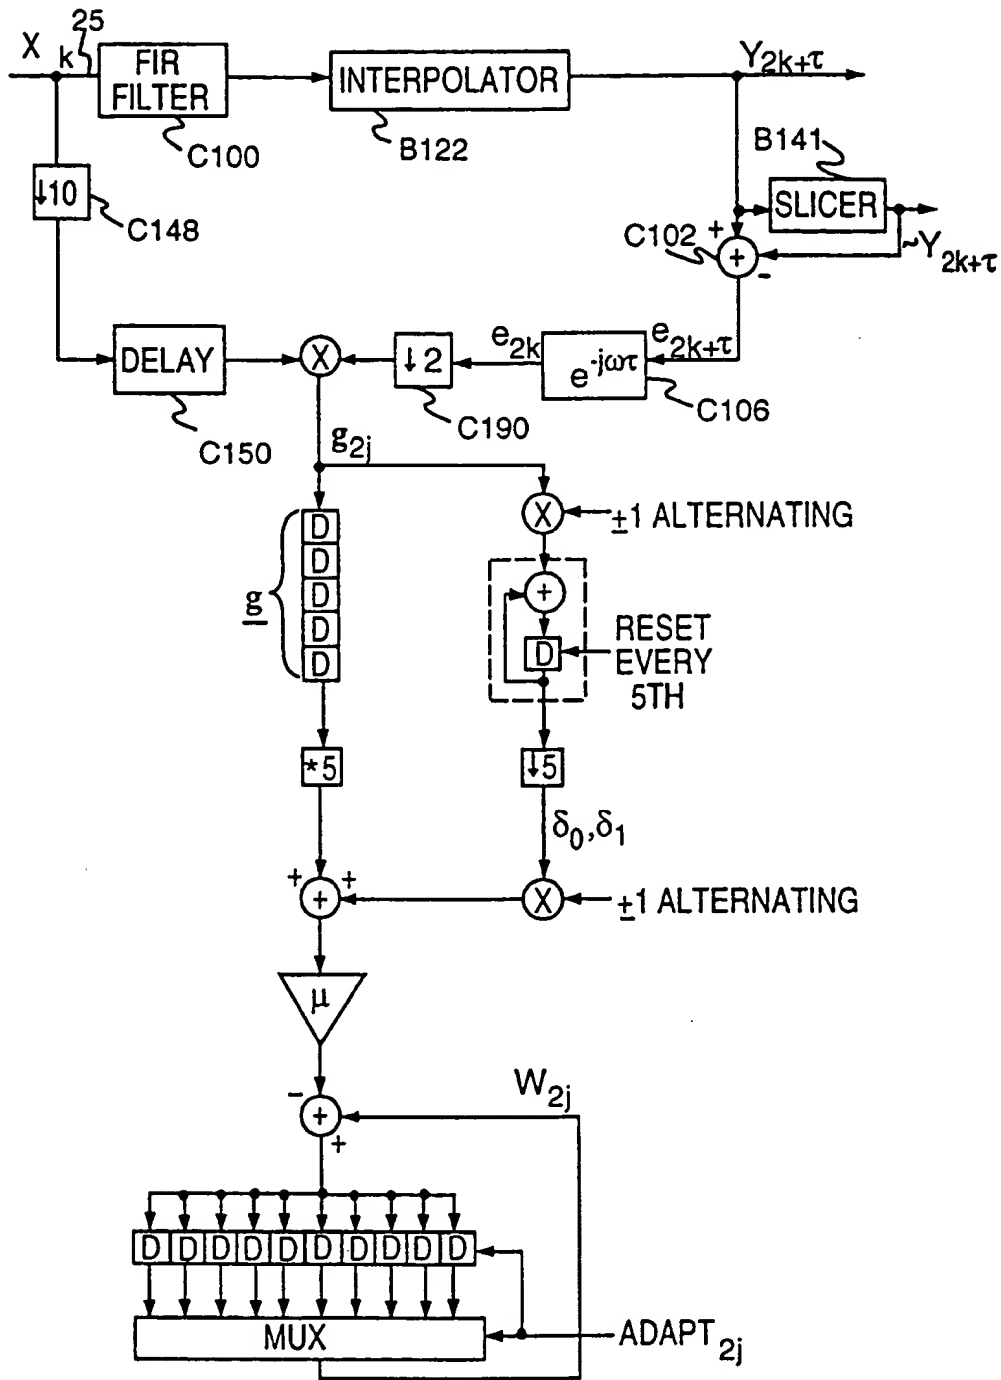 X
k
25
FIR
FILTER
C100
INTERPOLATOR
B122
Y2k+τ
B141
SLICER
↓10
C148
C102
+
+
-
~Y2k+τ
DELAY
C150
X
↓2
C190
e2k
e-jωτ
e2k+τ
C106
g2j
X
±1 ALTERNATING
g
D
D
D
D
D
+
D
RESET
EVERY
5TH
*5
↓5
δ0,δ1
+
+
+
X
±1 ALTERNATING
μ
W2j
-
+
+
D D D D D D D D D D
MUX
ADAPT2j